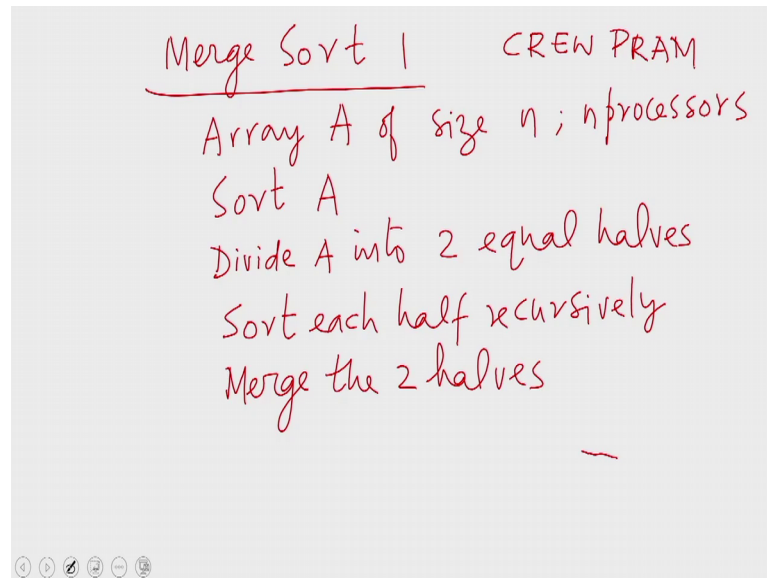 Merge Sort 1 CREW PRAM
Array A of size n ; n processors
Sort A
Divide A into 2 equal halves
Sort each half recursively
Merge the 2 halves